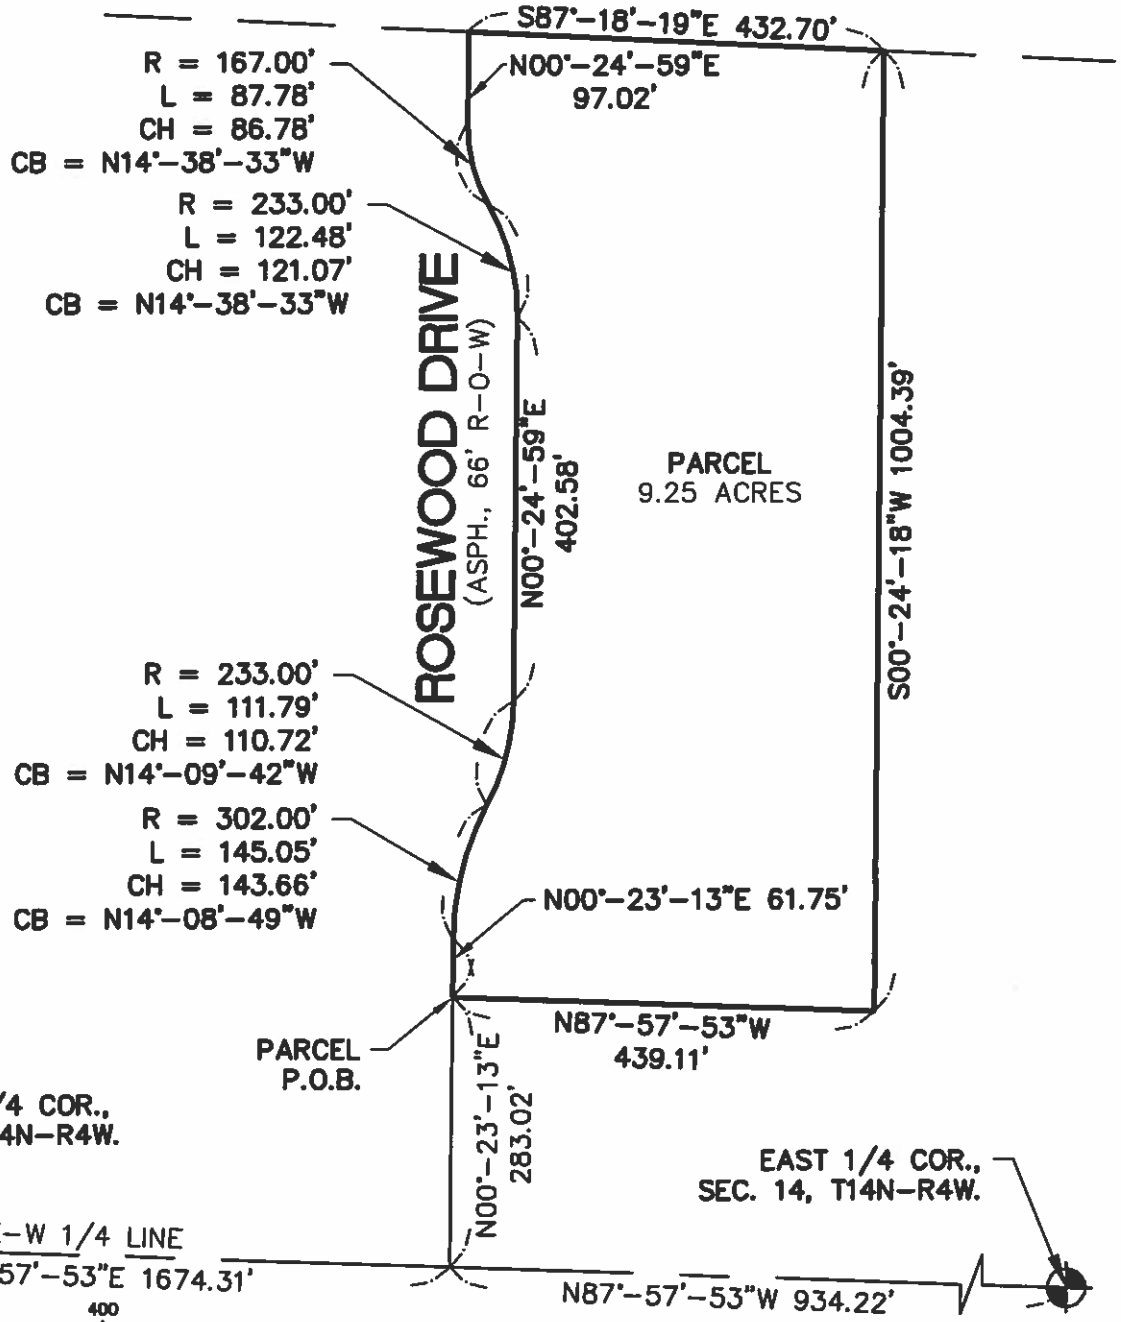 S87°-18'-19"E 432.70'
R = 167.00'
L = 87.78'
CH = 86.78'
CB = N14°-38'-33"W
N00°-24'-59"E
97.02'
R = 233.00'
L = 122.48'
CH = 121.07'
CB = N14°-38'-33"W
ROSEWOOD DRIVE
(ASPH., 66' R-O-W)
N00°-24'-59"E
402.58'
PARCEL
9.25 ACRES
S00°-24'-18"W 1004.39'
R = 233.00'
L = 111.79'
CH = 110.72'
CB = N14°-09'-42"W
R = 302.00'
L = 145.05'
CH = 143.66'
CB = N14°-08'-49"W
N00°-23'-13"E 61.75'
N87°-57'-53"W
439.11'
PARCEL
P.O.B.
N00°-23'-13"E
283.02'
/4 COR.,
4N-R4W.
EAST 1/4 COR.,
SEC. 14, T14N-R4W.
-W 1/4 LINE
57'-53"E 1674.31'
400
N87°-57'-53"W 934.22'